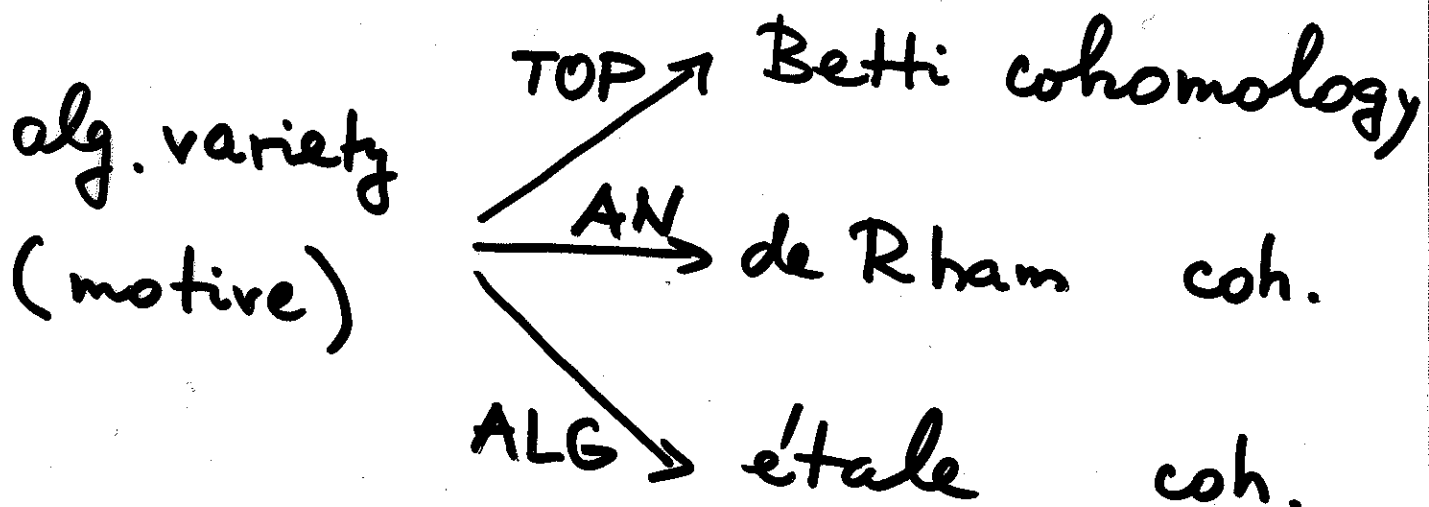 TOP Betti cohomology
alg. variety
AN de Rham coh.
(motive)
ALG étale coh.